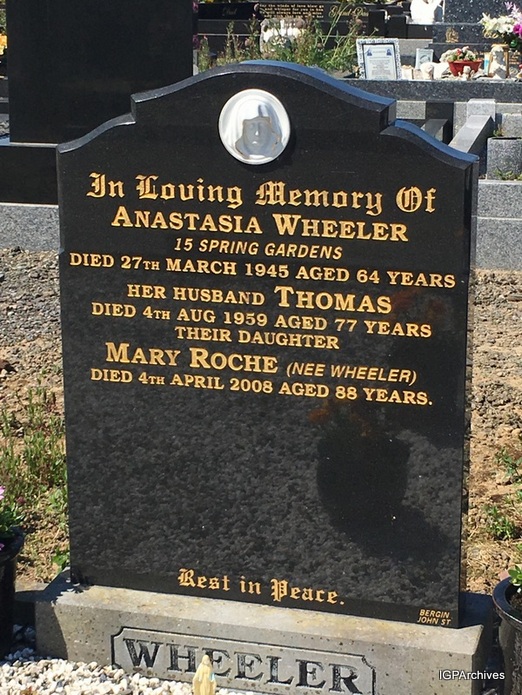 In Loving Memory Of
ANASTASIA WHEELER
15 SPRING GARDENS
DIED 27TH MARCH 1945 AGED 64 YEARS
HER HUSBAND THOMAS
DIED 4TH AUG 1959 AGED 77 YEARS
THEIR DAUGHTER
MARY ROCHE (NEE WHEELER)
DIED 4TH APRIL 2008 AGED 88 YEARS.
Rest in Peace.
BERGIN
JOHN ST
WHEELER
IGPArchives